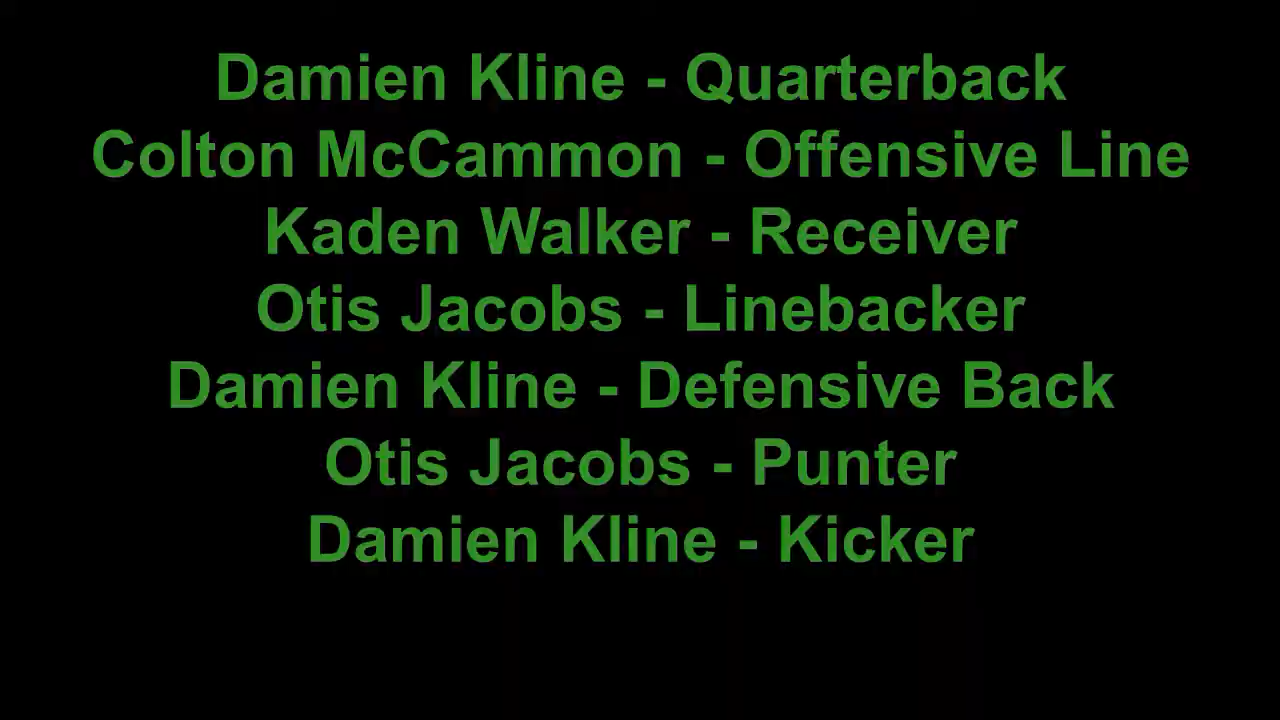 Damien Kline - Quarterback
Colton McCammon - Offensive Line
Kaden Walker - Receiver
Otis Jacobs - Linebacker
Damien Kline - Defensive Back
Otis Jacobs - Punter
Damien Kline - Kicker